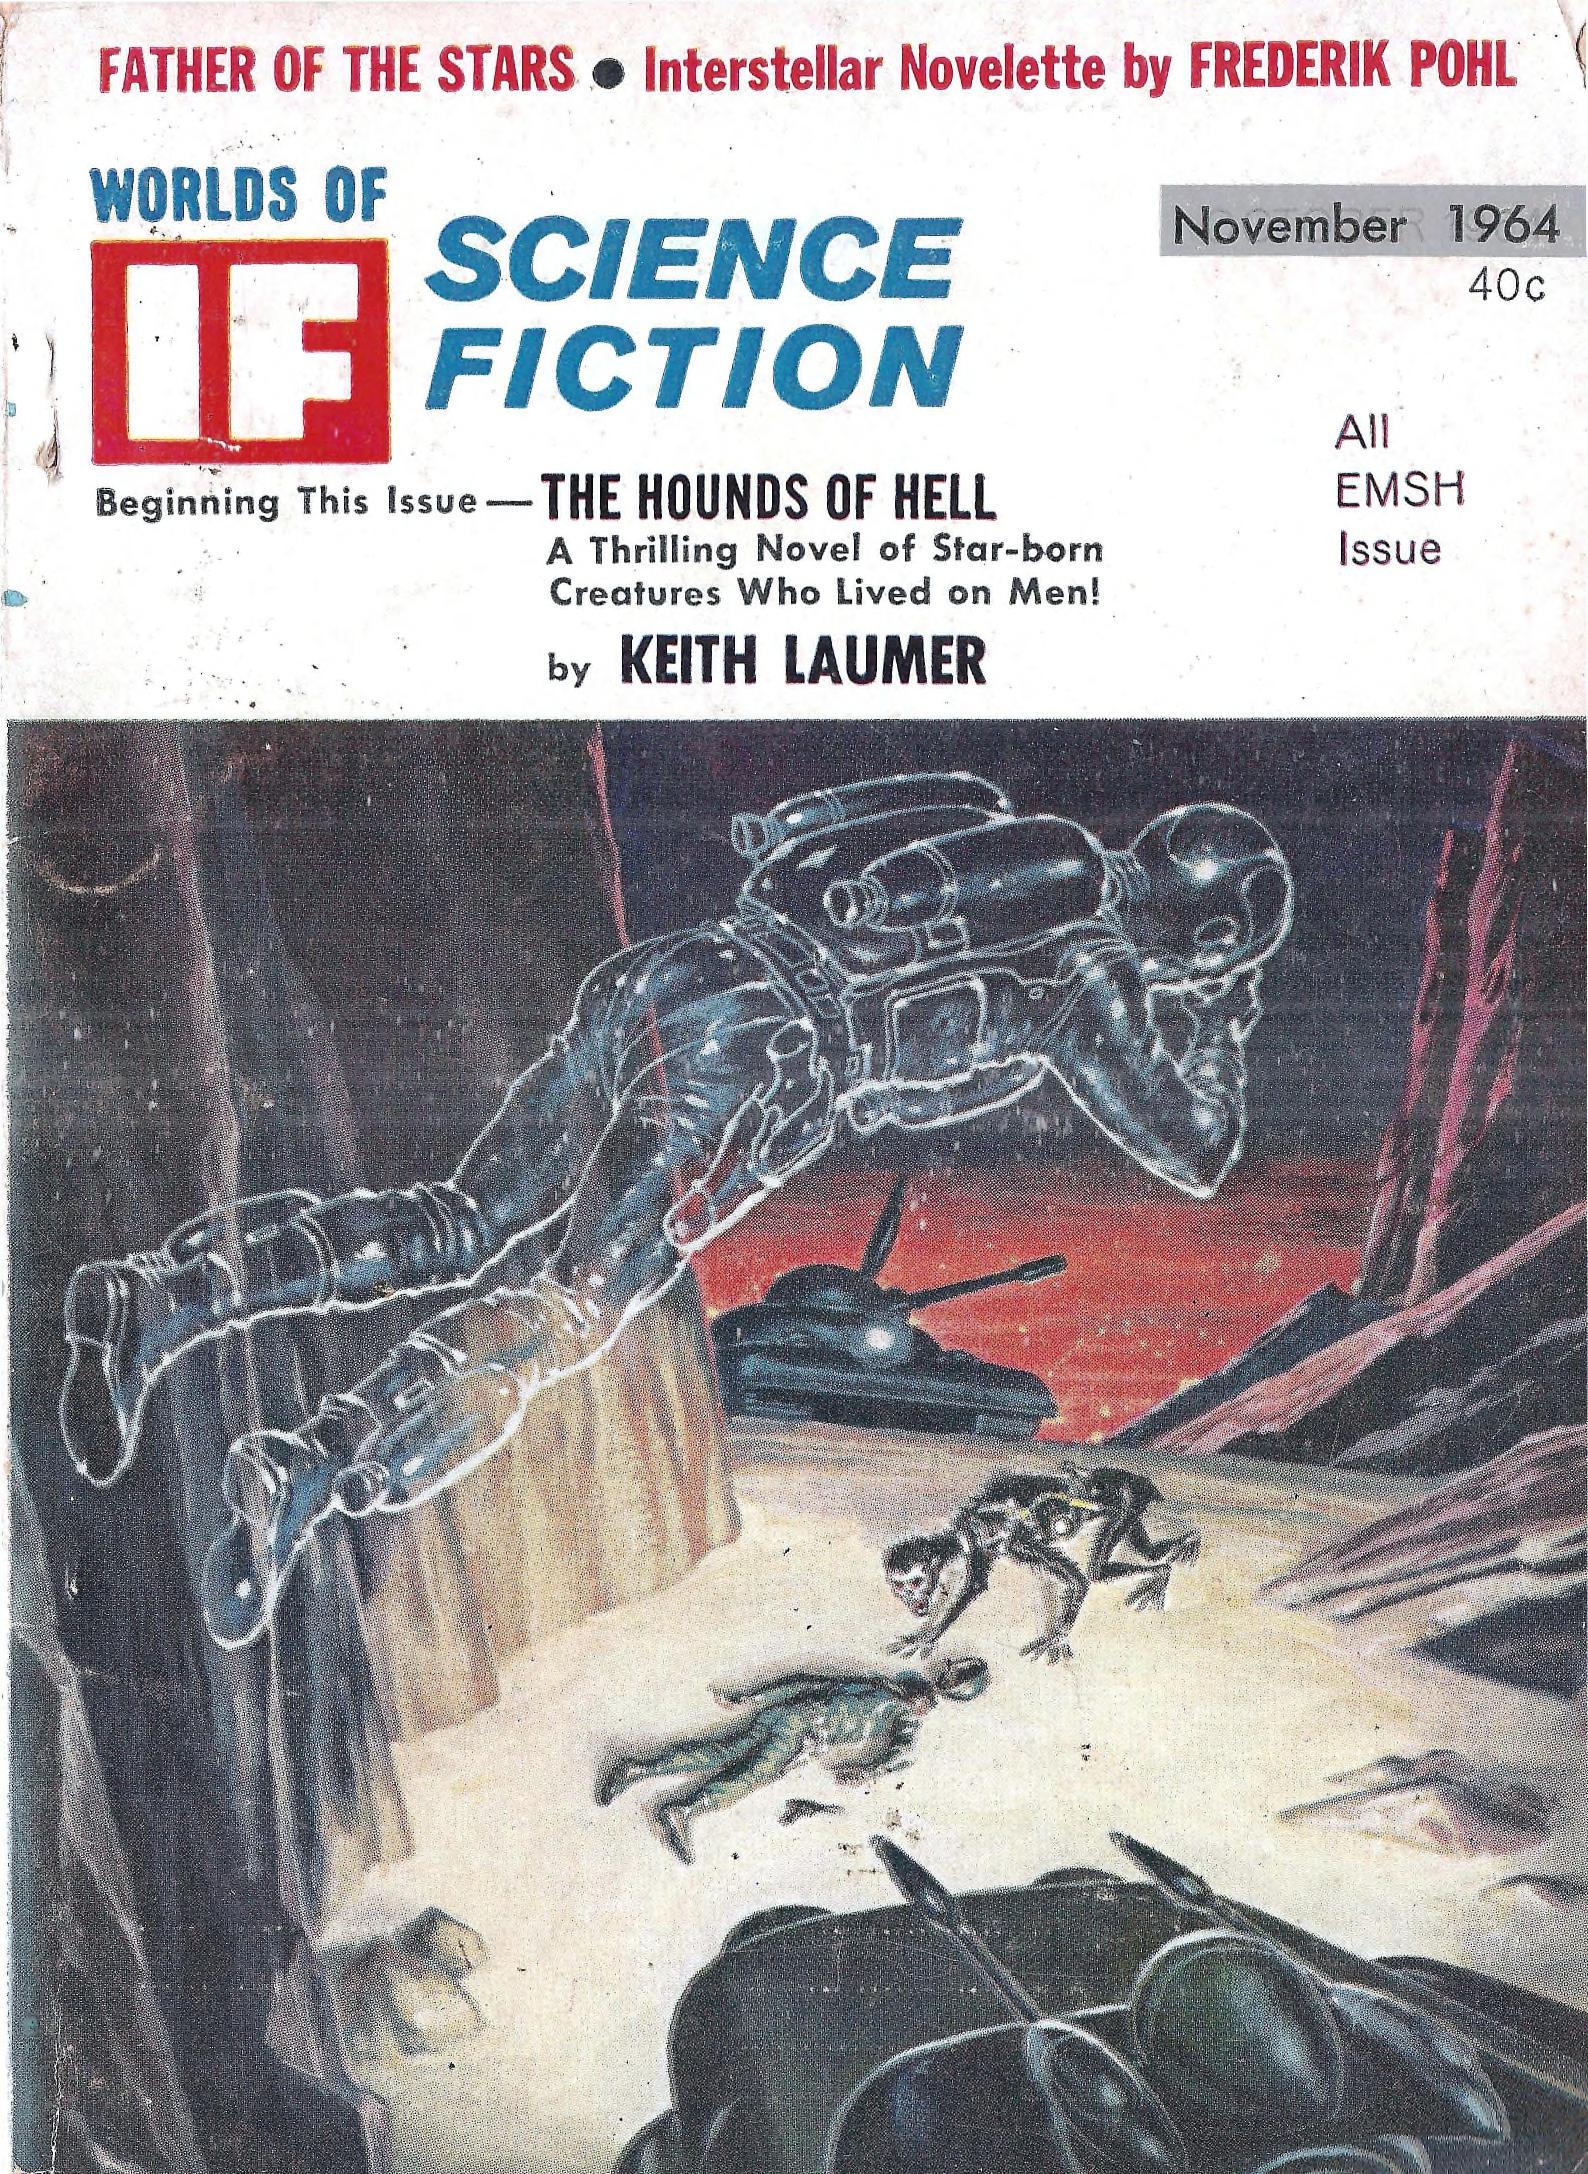 FATHER OF THE STARS ● Interstellar Novelette by FREDERIK POHL
WORLDS OF
IF
SCIENCE
FICTION
November 1964
40c
All
EMSH
Issue
Beginning This Issue — THE HOUNDS OF HELL
A Thrilling Novel of Star-born
Creatures Who Lived on Men!
by KEITH LAUMER